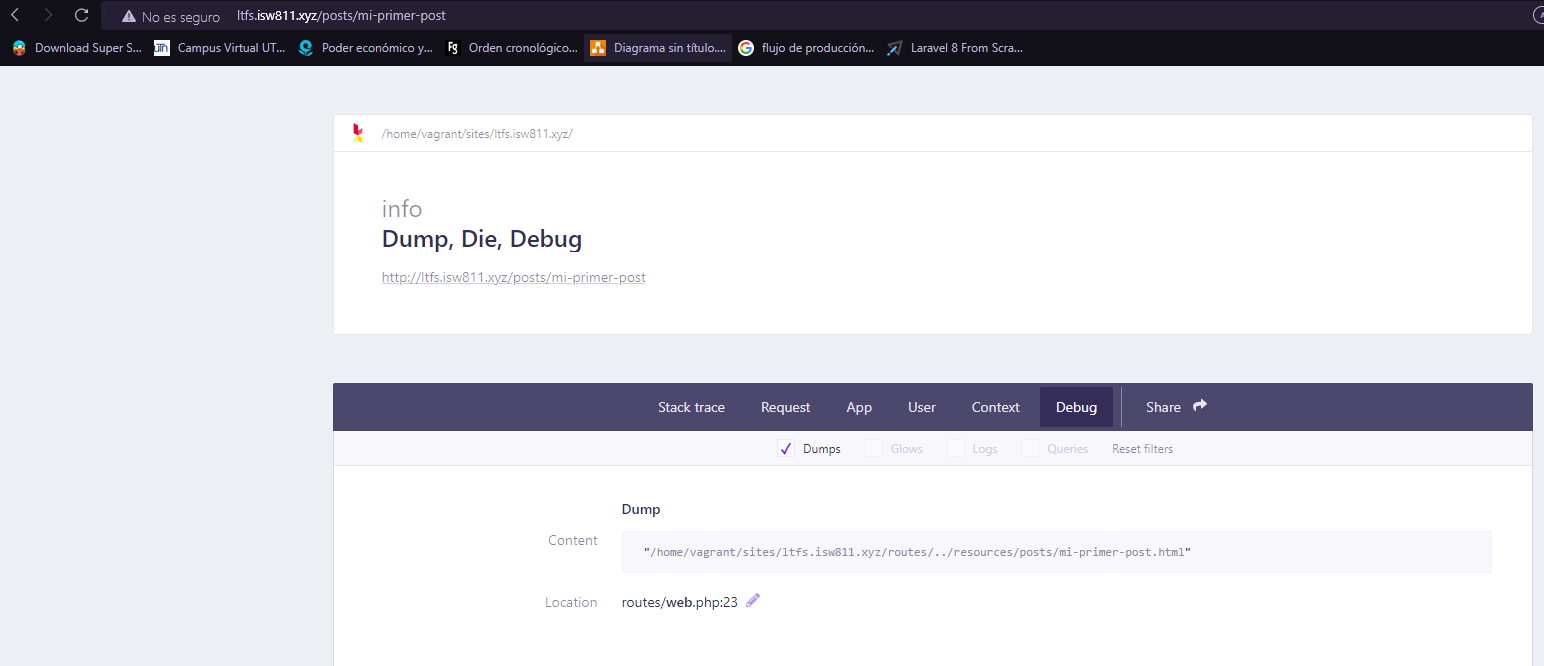 No es seguro ltfs.isw811.xyz/posts/mi-primer-post
Download Super S... UTN Campus Virtual UT... Poder económico y... Fg Orden cronológico... Diagrama sin título.... G flujo de producción... Laravel 8 From Scra...
/home/vagrant/sites/ltfs.isw811.xyz/
info
Dump, Die, Debug
http://ltfs.isw811.xyz/posts/mi-primer-post
Stack trace Request App User Context Debug Share
Dumps Glows Logs Queries Reset filters
Dump
Content "/home/vagrant/sites/ltfs.isw811.xyz/routes/../resources/posts/mi-primer-post.html"
Location routes/web.php:23